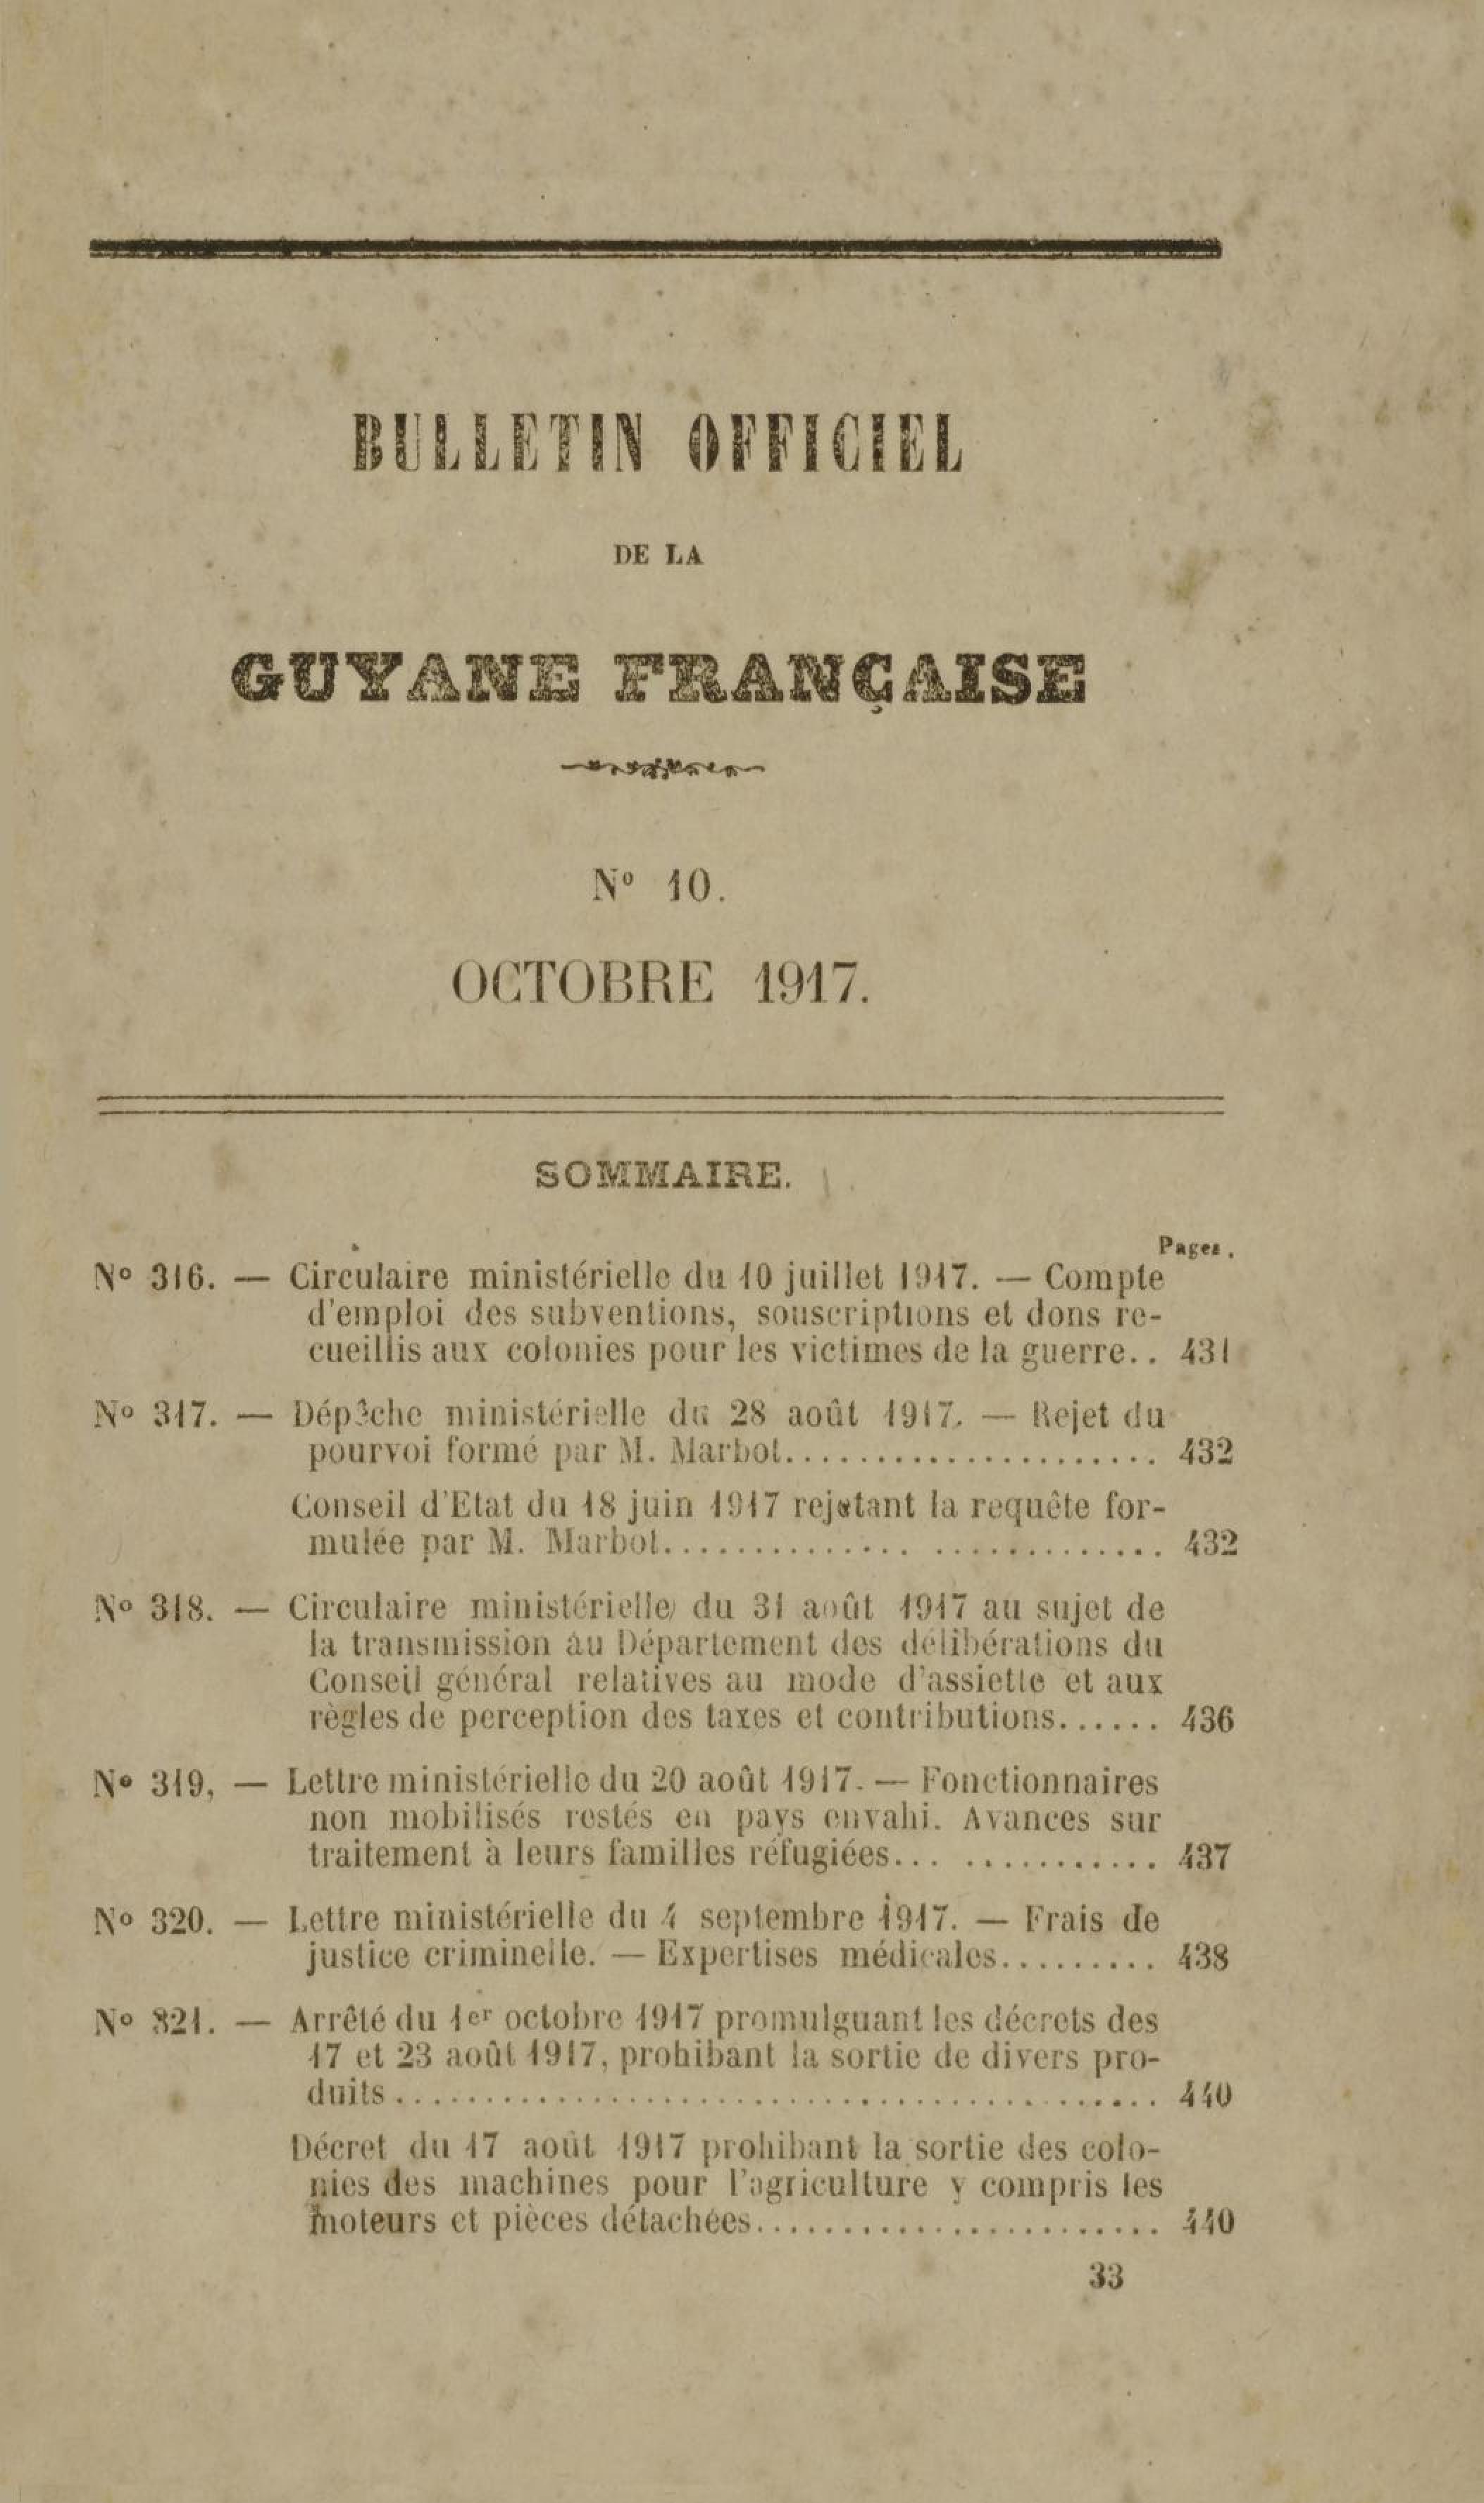 BULLETIN OFFICIEL
DE LA
GUYANE FRANÇAISE
Nº 10.
OCTOBRE 1917.
SOMMAIRE.
Pages.
Nº 316. — Circulaire ministérielle du 10 juillet 1917. — Compte
d'emploi des subventions, souscriptions et dons re-
cueillis aux colonies pour les victimes de la guerre.. 431
Nº 317. — Dépêche ministérielle du 28 août 1917. — Rejet du
pourvoi formé par M. Marbot..................... 432
Conseil d'Etat du 18 juin 1917 rejetant la requête for-
mulée par M. Marbot.............. ............. 432
Nº 318. — Circulaire ministérielle du 31 août 1917 au sujet de
la transmission au Département des délibérations du
Conseil général relatives au mode d'assiette et aux
règles de perception des taxes et contributions...... 436
Nº 319, — Lettre ministérielle du 20 août 1917. — Fonctionnaires
non mobilisés restés en pays envahi. Avances sur
traitement à leurs familles réfugiées... ........... 437
Nº 320. — Lettre ministérielle du 4 septembre 1917. — Frais de
justice criminelle. — Expertises médicales......... 438
Nº 321. — Arrêté du 1er octobre 1917 promulguant les décrets des
17 et 23 août 1917, prohibant la sortie de divers pro-
duits........................................... 440
Décret du 17 août 1917 prohibant la sortie des colo-
nies des machines pour l'agriculture y compris les
moteurs et pièces détachées....................... 440
33